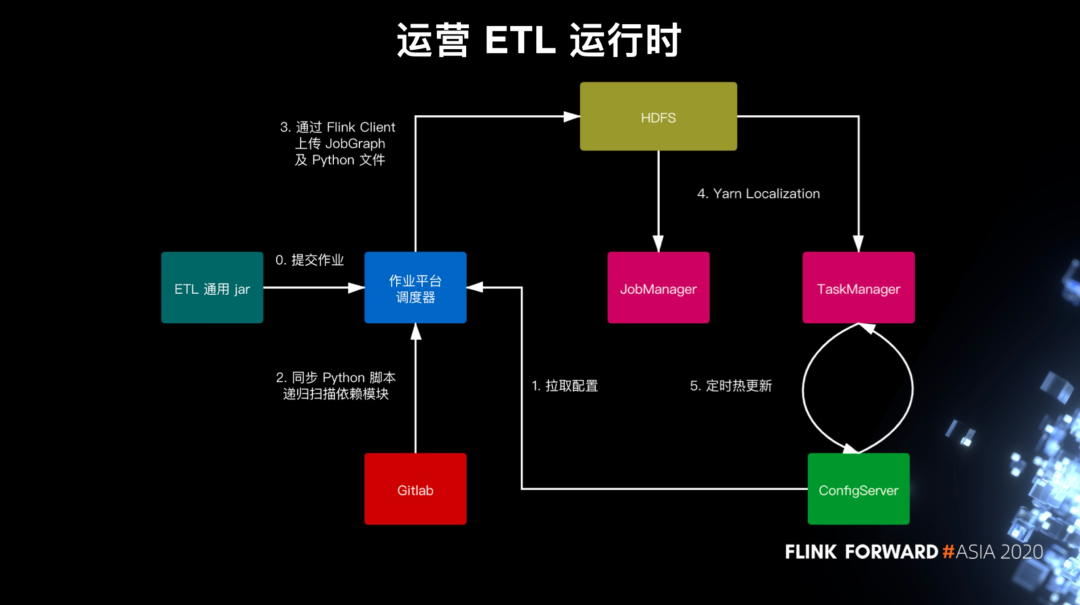 运营 ETL 运行时
HDFS
3. 通过 Flink Client
上传 JobGraph
及 Python 文件
4. Yarn Localization
0. 提交作业
ETL 通用 jar
作业平台
调度器
JobManager
TaskManager
2. 同步 Python 脚本
递归扫描依赖模块
1. 拉取配置
5. 定时热更新
Gitlab
ConfigServer
FLINK FORWARD #ASIA 2020